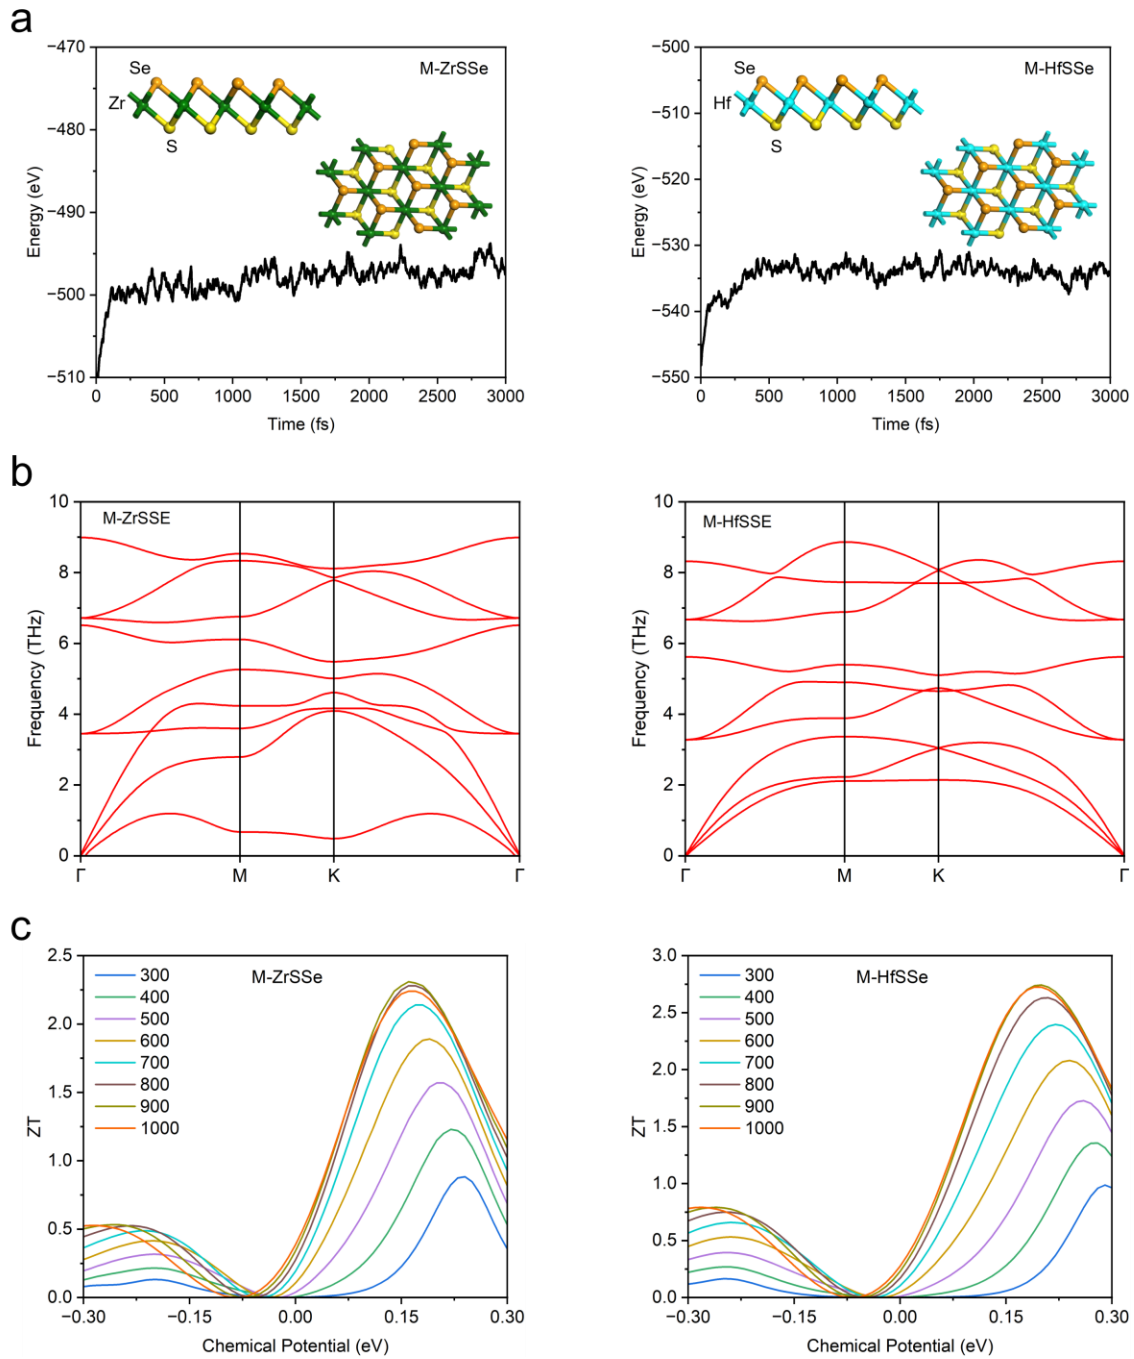 a
−470
−480
−490
−500
−510
Energy (eV)
Se
Zr
S
M-ZrSSe
0 500 1000 1500 2000 2500 3000
Time (fs)
−500
−510
−520
−530
−540
−550
Energy (eV)
Se
Hf
S
M-HfSSe
0 500 1000 1500 2000 2500 3000
Time (fs)
b
10
8
6
4
2
0
Frequency (THz)
M-ZrSSE
Γ M K Γ
10
8
6
4
2
0
Frequency (THz)
M-HfSSE
Γ M K Γ
c
2.5
2.0
1.5
1.0
0.5
0.0
ZT
300
400
500
600
700
800
900
1000
M-ZrSSe
−0.30 −0.15 0.00 0.15 0.30
Chemical Potential (eV)
3.0
2.5
2.0
1.5
1.0
0.5
0.0
ZT
300
400
500
600
700
800
900
1000
M-HfSSe
−0.30 −0.15 0.00 0.15 0.30
Chemical Potential (eV)